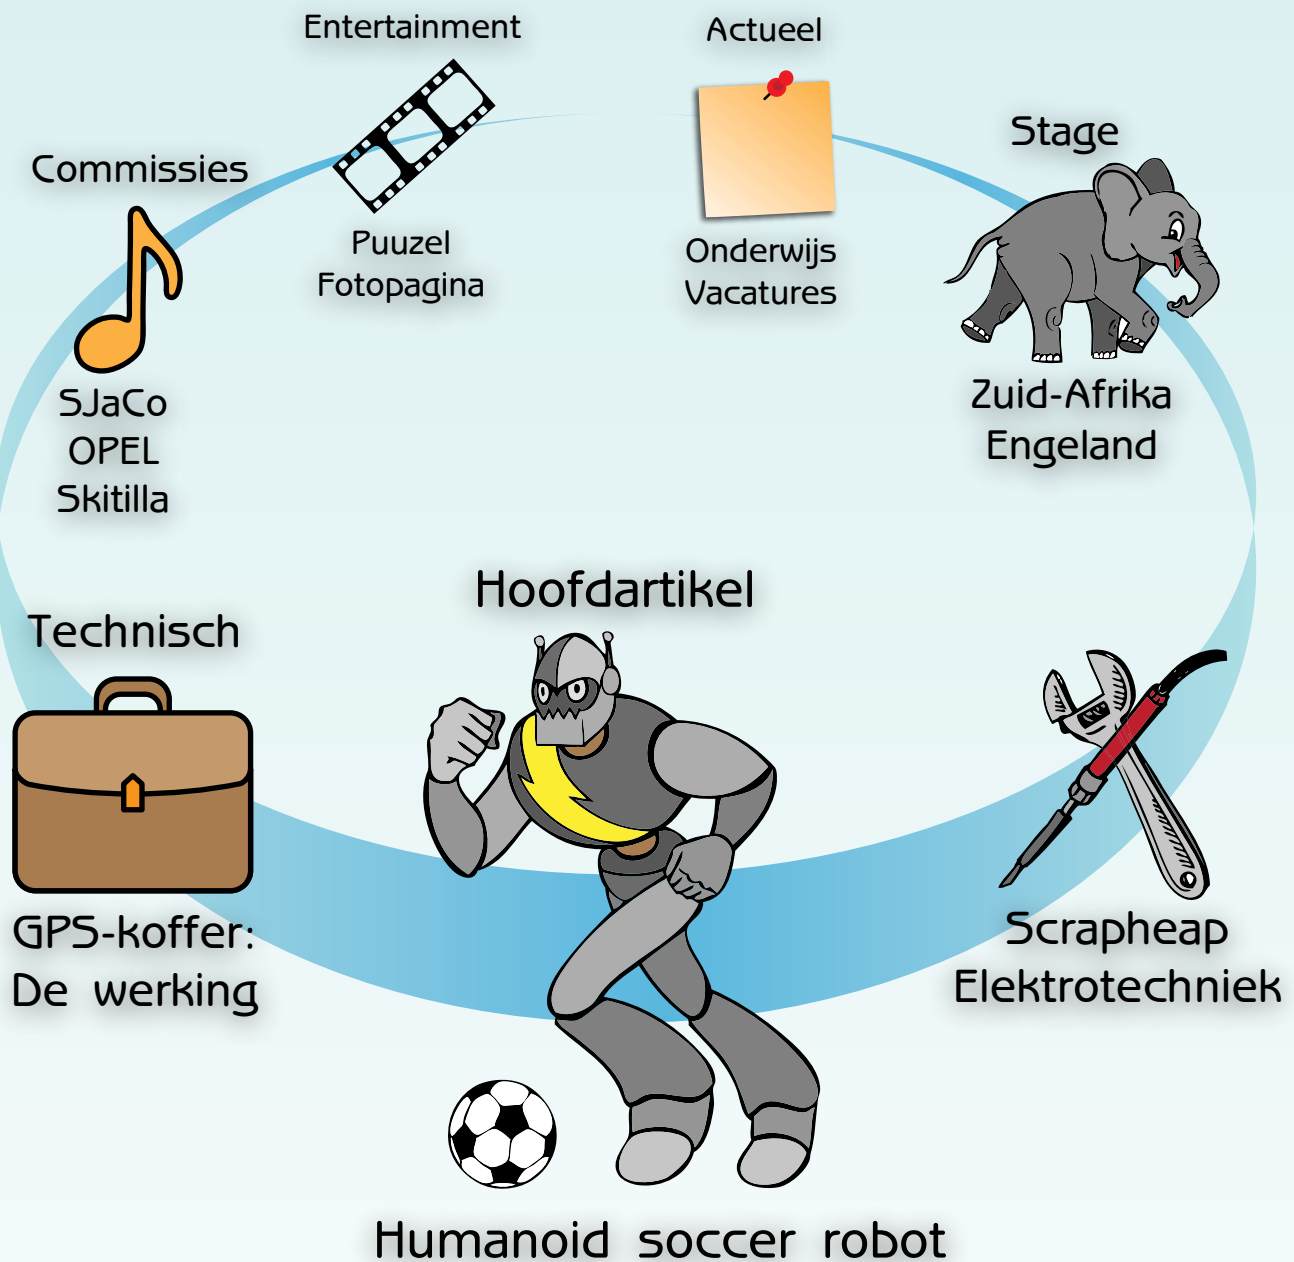 Entertainment
Puuzel
Fotopagina
Actueel
Onderwijs
Vacatures
Stage
Zuid-Afrika
Engeland
Commissies
SJaCo
OPEL
Skitilla
Technisch
GPS-koffer:
De werking
Hoofdartikel
Humanoid soccer robot
Scrapheap
Elektrotechniek